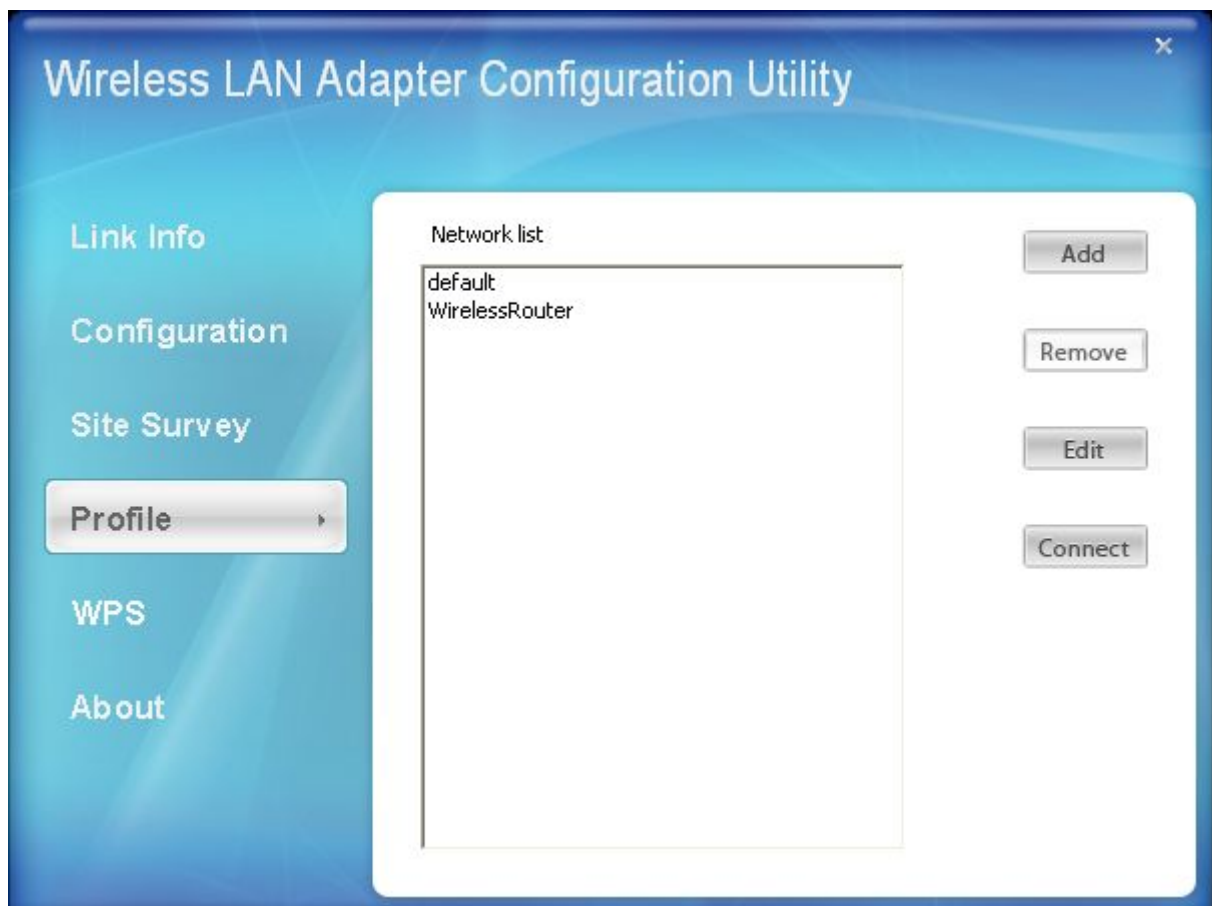 Wireless LAN Adapter Configuration Utility
Link Info
Configuration
Site Survey
Profile
WPS
About
Network list
default
WirelessRouter
Add
Remove
Edit
Connect